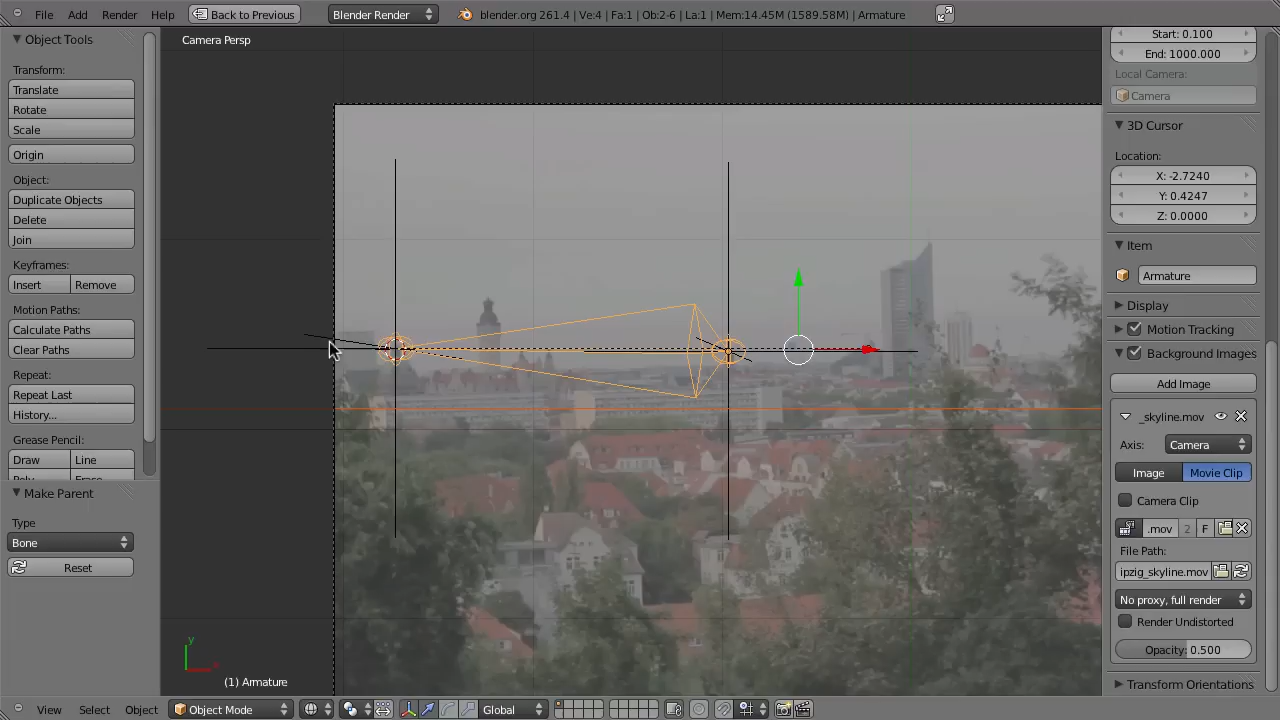 File Add Render Help Back to Previous Blender Render blender.org 261.4 | Ve:4 | Fa:1 | Ob:2-6 | La:1 | Mem:14.45M (1589.58M) | Armature
Object Tools
Transform:
Translate
Rotate
Scale
Origin
Object:
Duplicate Objects
Delete
Join
Keyframes:
Insert Remove
Motion Paths:
Calculate Paths
Clear Paths
Repeat:
Repeat Last
History...
Grease Pencil:
Draw Line
Poly Erase
Make Parent
Type
Bone
Reset
Camera Persp
y
x
(1) Armature
Start: 0.100
End: 1000.000
Local Camera:
Camera
3D Cursor
Location:
X: -2.7240
Y: 0.4247
Z: 0.0000
Item
Armature
Display
Motion Tracking
Background Images
Add Image
_skyline.mov
Axis: Camera
Image Movie Clip
Camera Clip
.mov 2 F
File Path:
ipzig_skyline.mov
No proxy, full render
Render Undistorted
Opacity: 0.500
Transform Orientations
View Select Object Object Mode Global